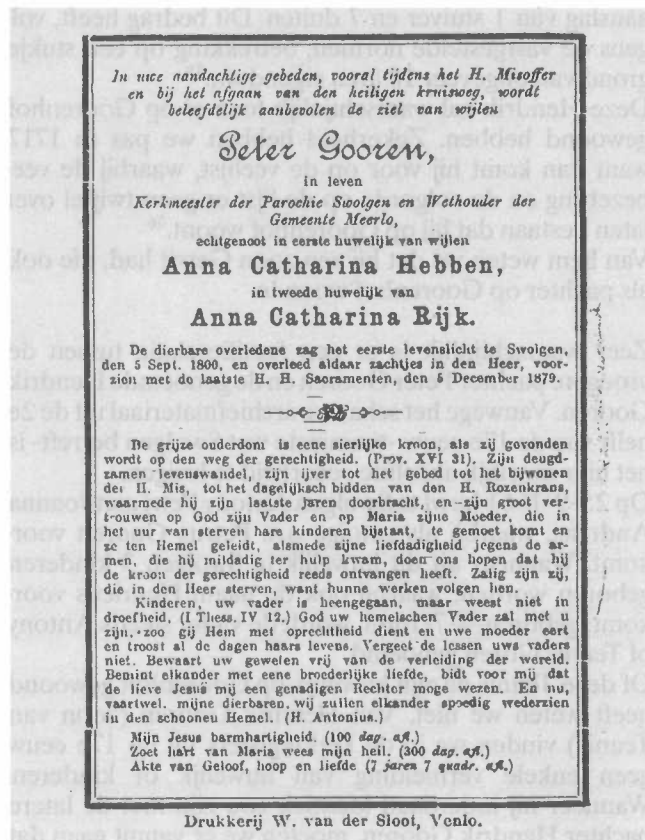 In uwe aandachtige gebeden, vooral tijdens het H. Misoffer
en bij het afgaan van den heiligen kruisweg, wordt
beleefdelijk aanbevolen de ziel van wijlen
Peter Gooren,
in leven
Kerkmeester der Parochie Swolgen en Wethouder der
Gemeente Meerlo,
echtgenoot in eerste huwelijk van wijlen
Anna Catharina Hebben,
in tweede huwelijk van
Anna Catharina Rijk.
De dierbare overledene zag het eerste levenslicht te Swolgen,
den 5 Sept. 1800, en overleed aldaar zachtjes in den Heer, voor-
zien met de laatste H. H. Sacramenten, den 5 December 1879.
De grijze ouderdom is eene sierlijke kroon, als zij gevonden
wordt op den weg der gerechtigheid. (Prov. XVI 31). Zijn deugd-
zamen levenswandel, zijn ijver tot het gebed tot het bijwonen
der H. Mis, tot het dagelijksch bidden van den H. Rozenkrans,
waarmede hij zijn laatste jaren doorbracht, en zijn groot ver-
trouwen op God zijn Vader en op Maria zijne Moeder, die in
het uur van sterven hare kinderen bijstaat, te gemoet komt en
ze ten Hemel geleidt, alsmede zijne liefdadigheid jegens de ar-
men, die hij mildadig ter hulp kwam, doen ons hopen dat hij
de kroon der gerechtigheid reeds ontvangen heeft. Zalig zijn zij,
die in den Heer sterven, want hunne werken volgen hen.
Kinderen, uw vader is heengegaan, maar weest niet in
droefheid. (I Thess. IV 12.) God uw hemelschen Vader zal met u
zijn, zoo gij Hem met oprechtheid dient en uwe moeder eert
en troost al de dagen haars levens. Vergeet de lessen uws vaders
niet. Bewaart uw gewelen vrij van de verleiding der wereld.
Bemint elkander met eene broederlijke liefde, bidt voor mij dat
de lieve Jesus mij een genadigen Rechter moge wezen. En nu,
vaartwel, mijne dierbaren, wij zullen elkander spoedig wederzien
in den schoonen Hemel. (H. Antonius.)
Mijn Jesus barmhartigheid. (100 dag. afl.)
Zoet hart van Maria wees mijn heil. (300 dag. afl.)
Akte van Geloof, hoop en liefde (7 jaren 7 quadr. afl.)
Drukkerij W. van der Sloot, Venlo.